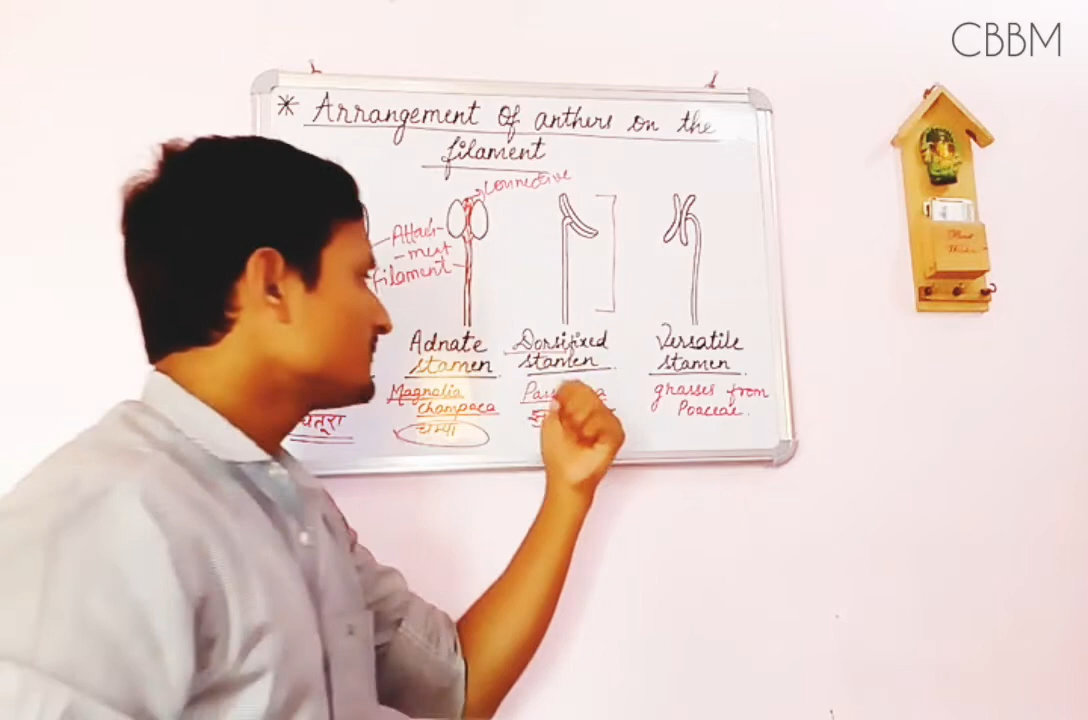 CBBM
* Arrangement of anthers on the
filament
connective
Attach-
-ment
filament
Adnate
stamen
Magnolia
champaca
चम्पा
Dorsifixed
stamen
Versatile
stamen
grasses from
Poaceae.